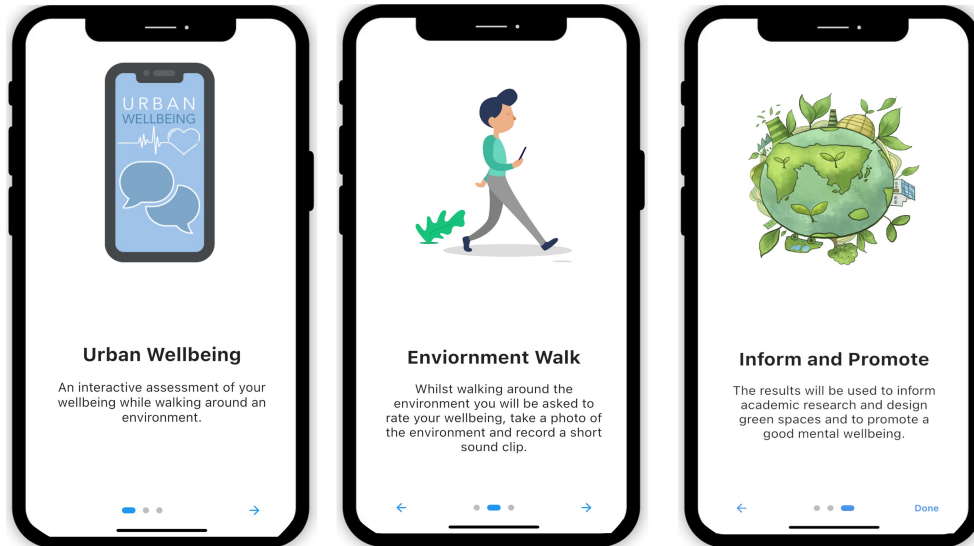 URBAN
WELLBEING
Urban Wellbeing
An interactive assessment of your
wellbeing while walking around an
environment.
Enviornment Walk
Whilst walking around the
environment you will be asked to
rate your wellbeing, take a photo of
the environment and record a short
sound clip.
Inform and Promote
The results will be used to inform
academic research and design
green spaces and to promote a
good mental wellbeing.
Done